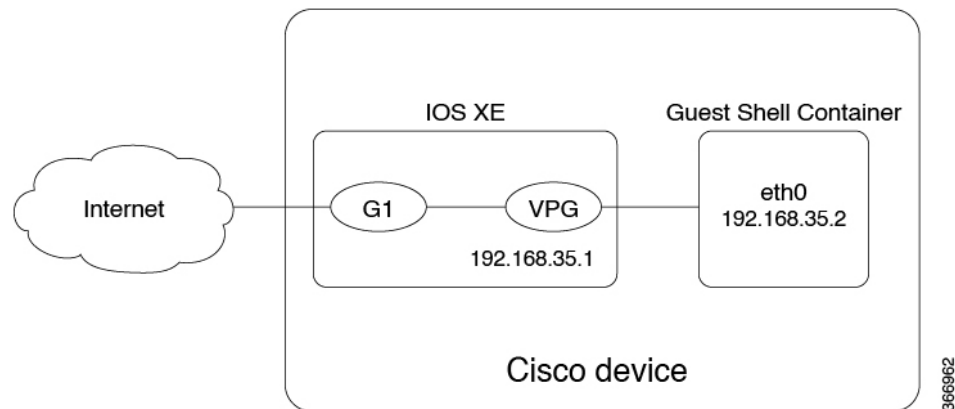 IOS XE
Guest Shell Container
Internet
G1
VPG
eth0
192.168.35.2
192.168.35.1
Cisco device
366962